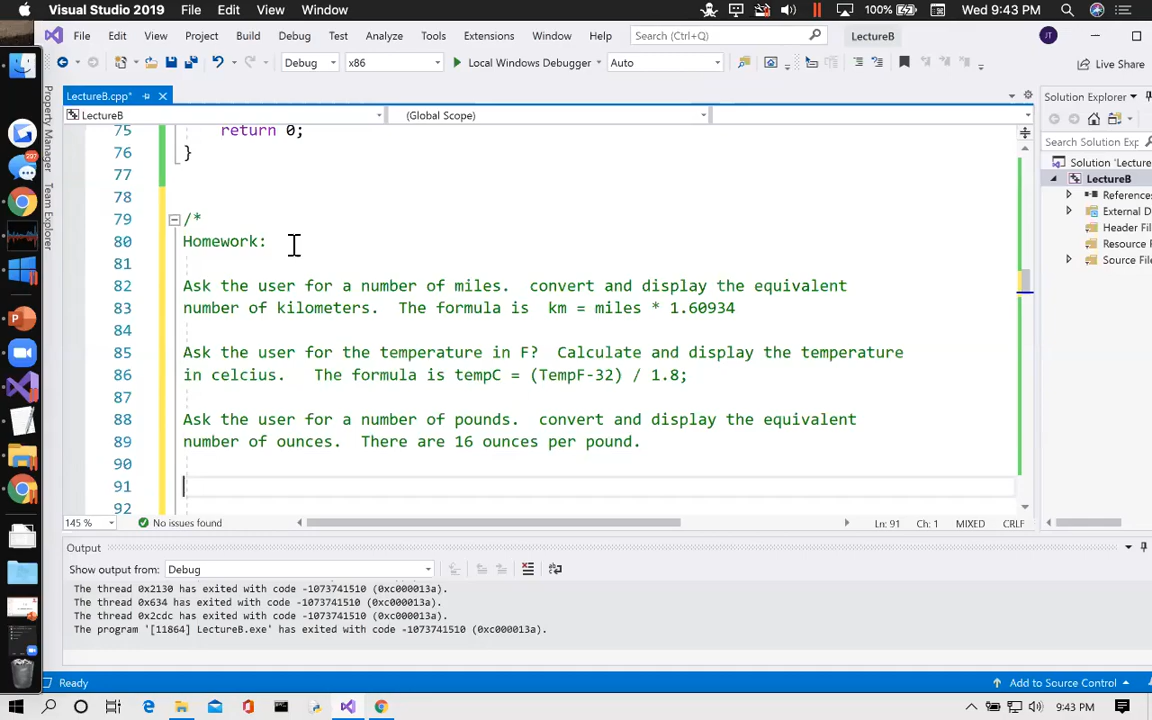 Visual Studio 2019 File Edit View Window 100% Wed 9:43 PM
File Edit View Project Build Debug Test Analyze Tools Extensions Window Help Search (Ctrl+Q) LectureB JT
Debug x86 Local Windows Debugger Auto Live Share
LectureB.cpp*
LectureB (Global Scope)
Solution Explorer
Search Solution Exp
Solution 'Lecture
LectureB
References
External D
Header Fil
Resource F
Source File
Property Manager
Team Explorer
297
75 return 0;
76 }
77
78
79 /*
80 Homework:
81
82 Ask the user for a number of miles.  convert and display the equivalent
83 number of kilometers.  The formula is  km = miles * 1.60934
84
85 Ask the user for the temperature in F?  Calculate and display the temperature
86 in celcius.   The formula is tempC = (TempF-32) / 1.8;
87
88 Ask the user for a number of pounds.  convert and display the equivalent
89 number of ounces.  There are 16 ounces per pound.
90
91
92
145 % No issues found Ln: 91 Ch: 1 MIXED CRLF
Output
Show output from: Debug
The thread 0x2130 has exited with code -1073741510 (0xc000013a).
The thread 0x634 has exited with code -1073741510 (0xc000013a).
The thread 0x2cdc has exited with code -1073741510 (0xc000013a).
The program '[11864] LectureB.exe' has exited with code -1073741510 (0xc000013a).
Ready Add to Source Control
9:43 PM